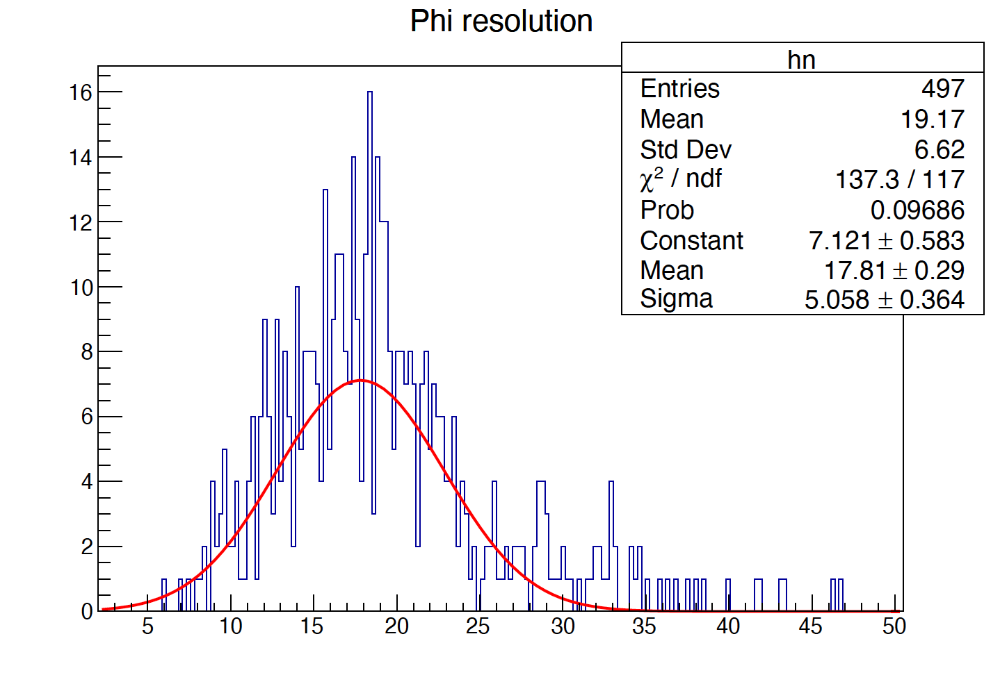 Phi resolution
hn
Entries 497
Mean 19.17
Std Dev 6.62
χ² / ndf 137.3 / 117
Prob 0.09686
Constant 7.121 ± 0.583
Mean 17.81 ± 0.29
Sigma 5.058 ± 0.364
16
14
12
10
8
6
4
2
0
5 10 15 20 25 30 35 40 45 50